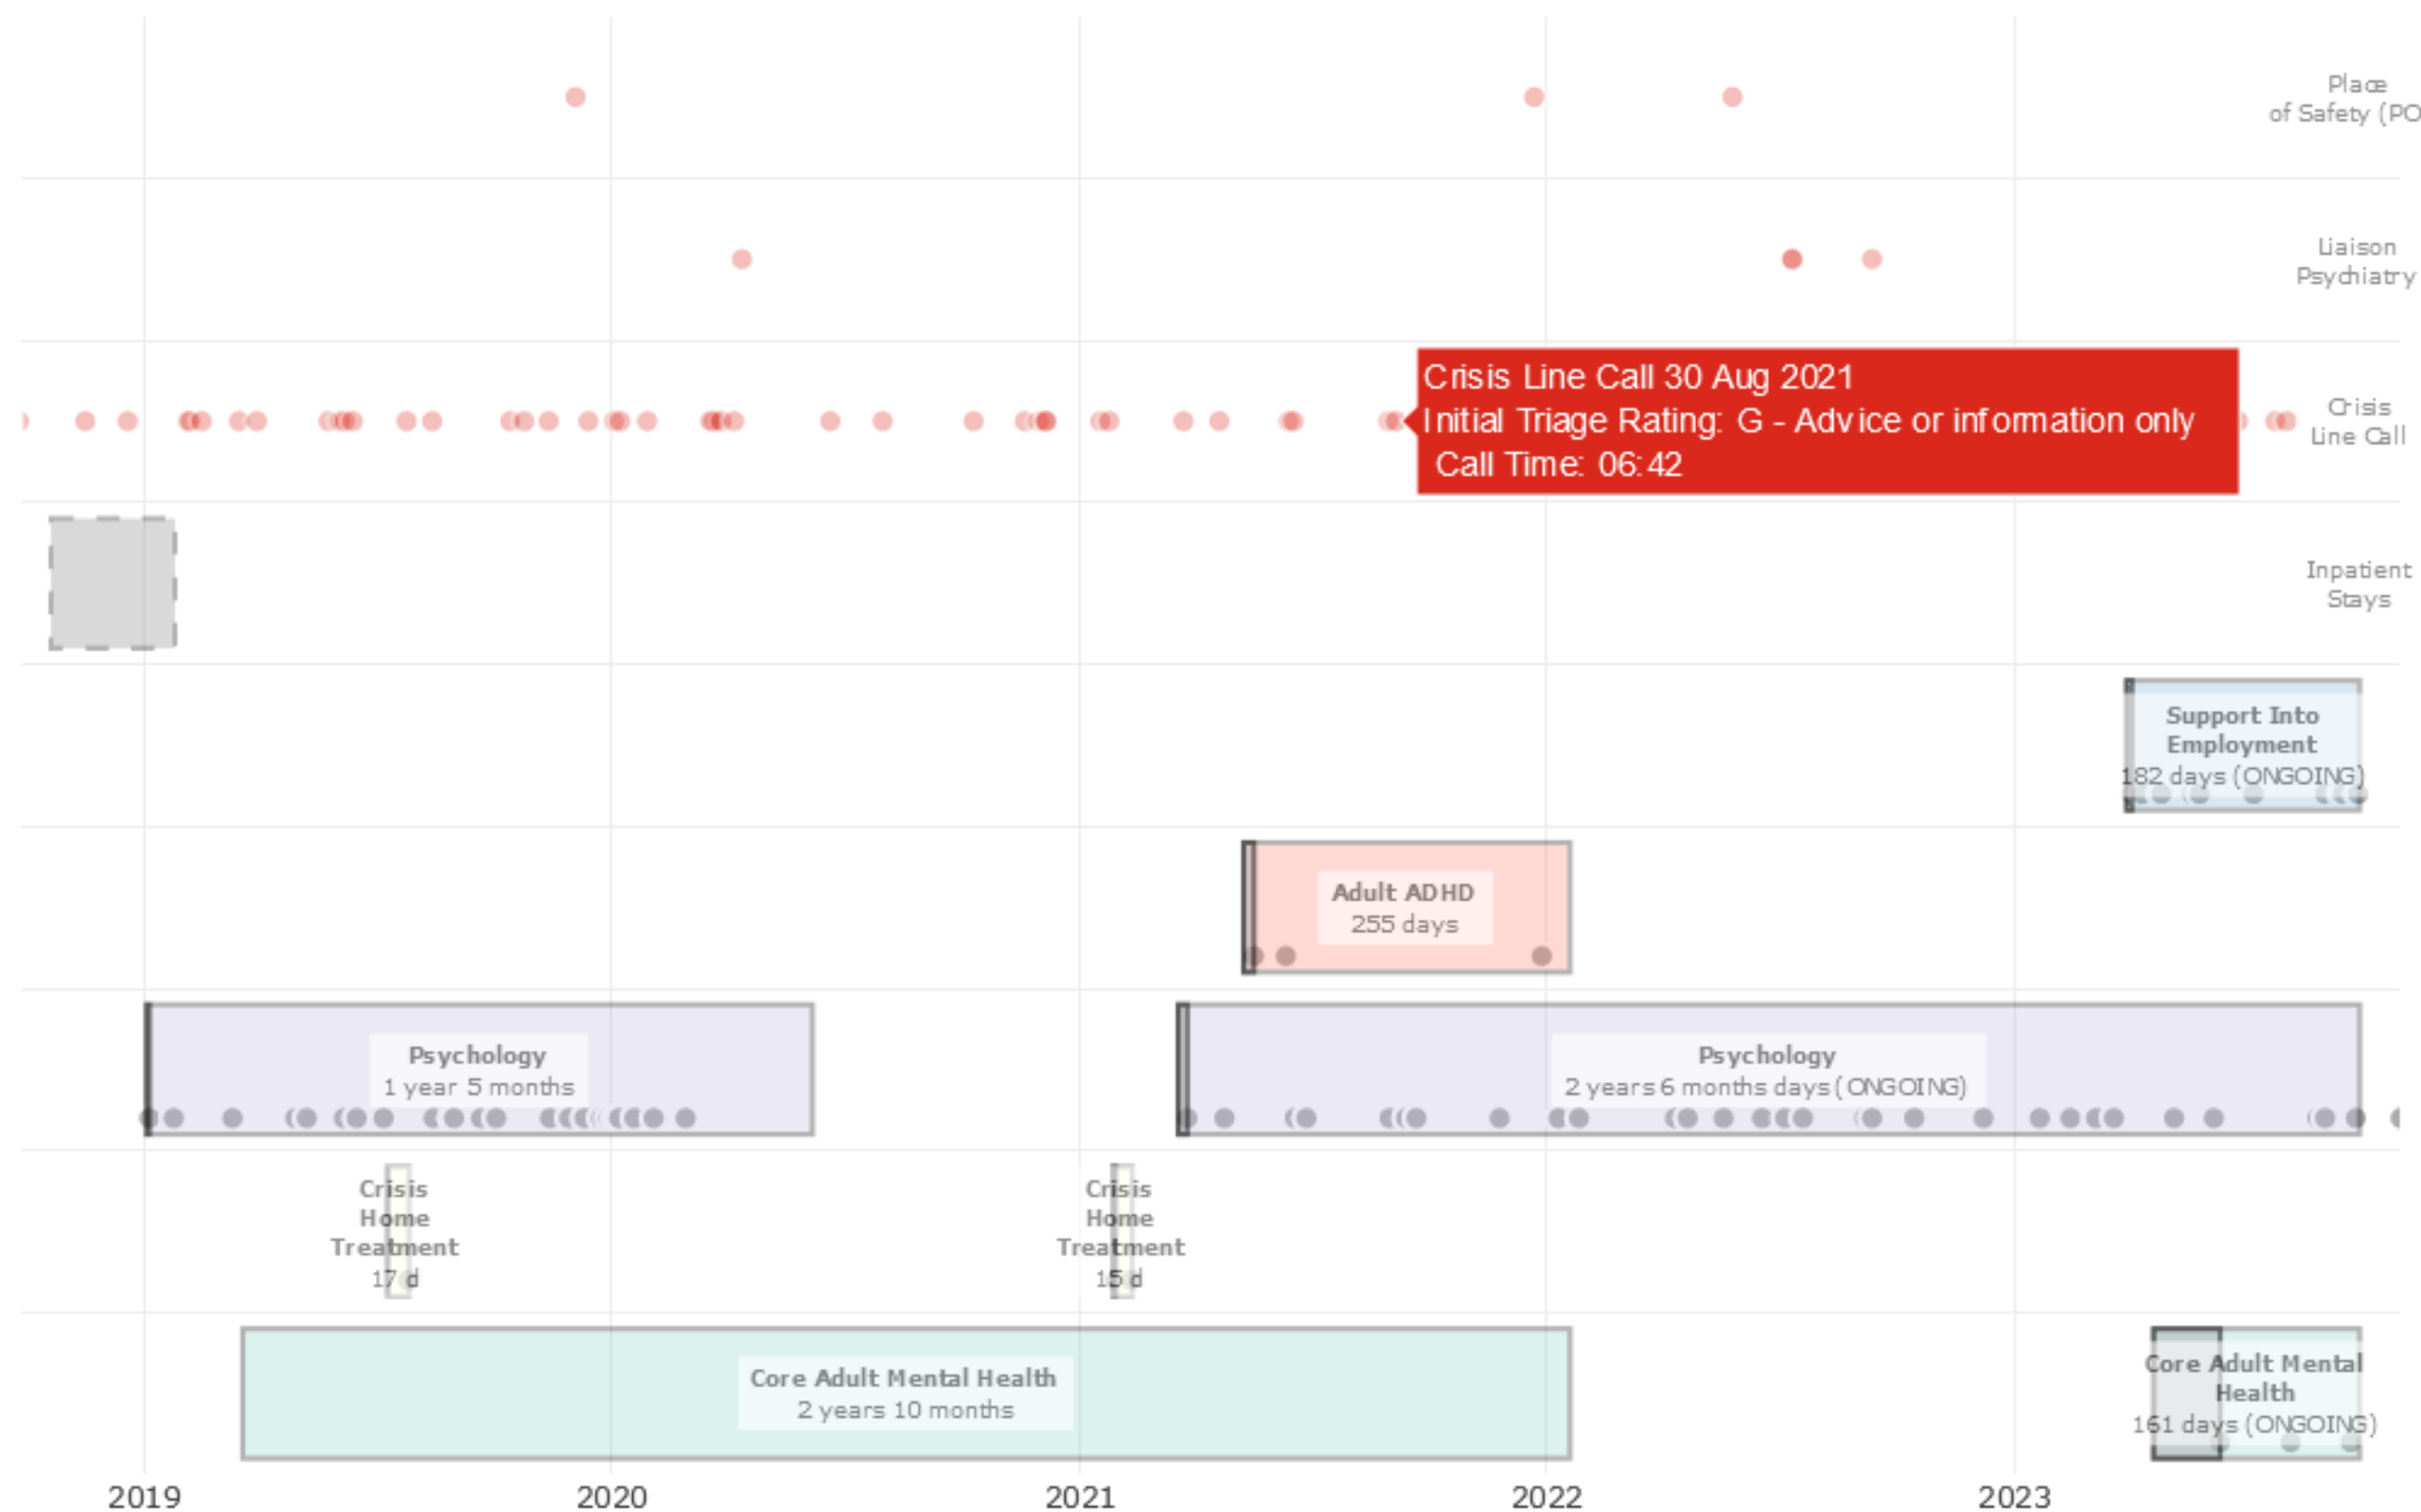 Place
of Safety (PO
Liaison
Psychiatry
Crisis Line Call 30 Aug 2021
Initial Triage Rating: G - Advice or information only
Call Time: 06:42
Crisis
Line Call
Inpatient
Stays
Support Into
Employment
182 days (ONGOING)
Adult ADHD
255 days
Psychology
1 year 5 months
Psychology
2 years 6 months days (ONGOING)
Crisis
Home
Treatment
17 d
Crisis
Home
Treatment
15 d
Core Adult Mental Health
2 years 10 months
Core Adult Mental
Health
161 days (ONGOING)
2019 2020 2021 2022 2023